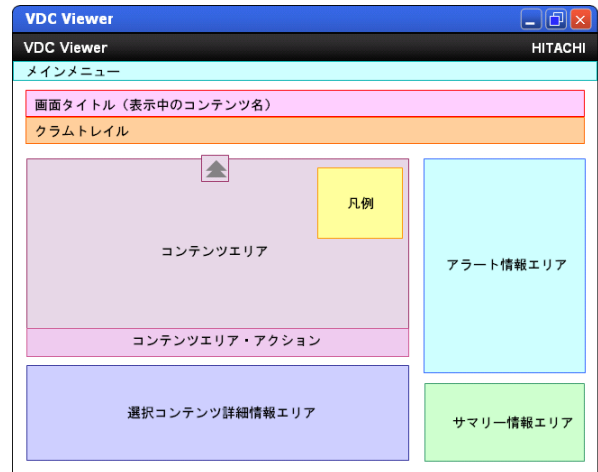 VDC Viewer
VDC Viewer HITACHI
メインメニュー
画面タイトル（表示中のコンテンツ名）
クラムトレイル
凡例
コンテンツエリア
アラート情報エリア
コンテンツエリア・アクション
選択コンテンツ詳細情報エリア
サマリー情報エリア